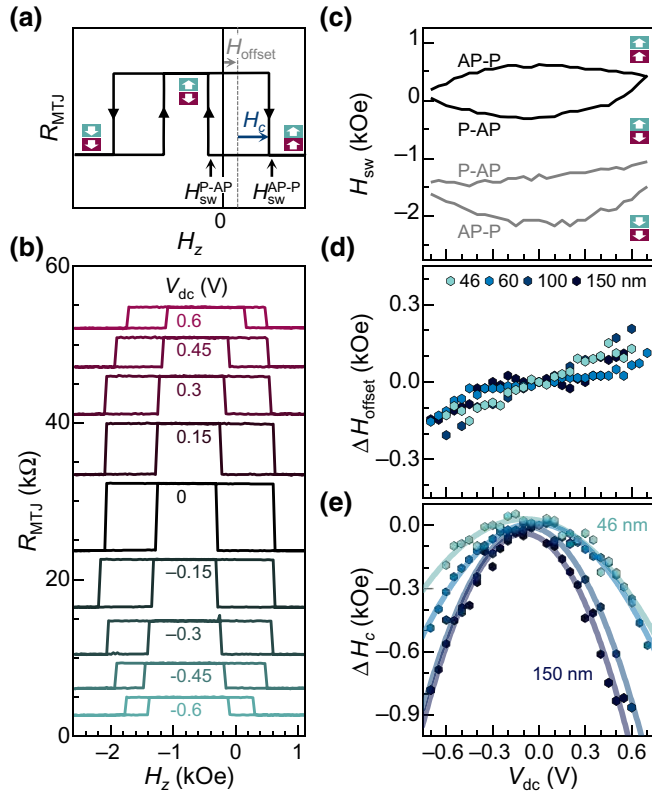 (a)
H_offset
H_c
R_MTJ
H_sw^P-AP
H_sw^AP-P
0
H_z
(b)
60
V_dc (V)
0.6
0.45
0.3
40
0.15
0
R_MTJ (kΩ)
20
−0.15
−0.3
−0.45
-0.6
0
−2
−1
0
1
H_z (kOe)
(c)
1
AP-P
0
P-AP
H_sw (kOe)
−1
P-AP
−2
AP-P
(d)
46
60
100
150 nm
0.3
0.0
Δ H_offset (kOe)
−0.3
(e)
0.0
46 nm
−0.3
Δ H_c (kOe)
−0.6
150 nm
−0.9
−0.6
−0.3
0.0
0.3
0.6
V_dc (V)